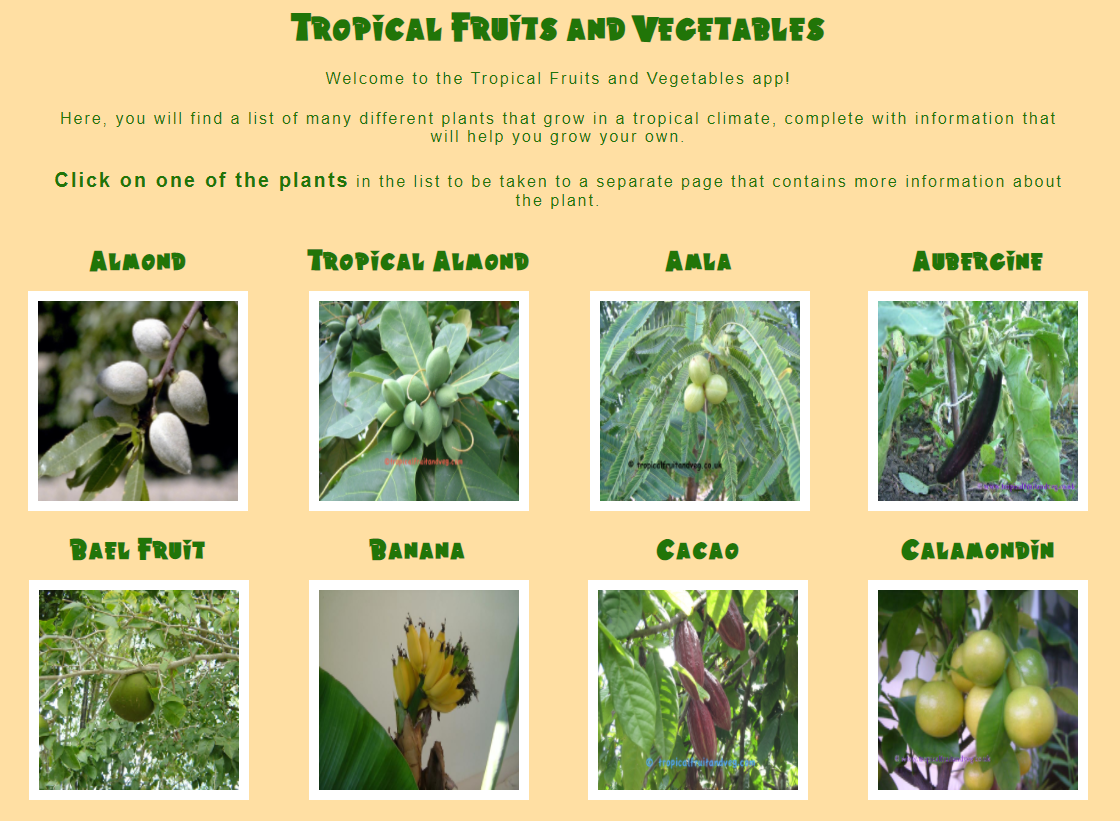 Tropical Fruits and Vegetables
Welcome to the Tropical Fruits and Vegetables app!
Here, you will find a list of many different plants that grow in a tropical climate, complete with information that
will help you grow your own.
Click on one of the plants in the list to be taken to a separate page that contains more information about
the plant.
Almond
Tropical Almond
Amla
Aubergine
© tropicalfruitandveg.co.uk
Bael Fruit
Banana
Cacao
Calamondin
© tropicalfruitandveg.com